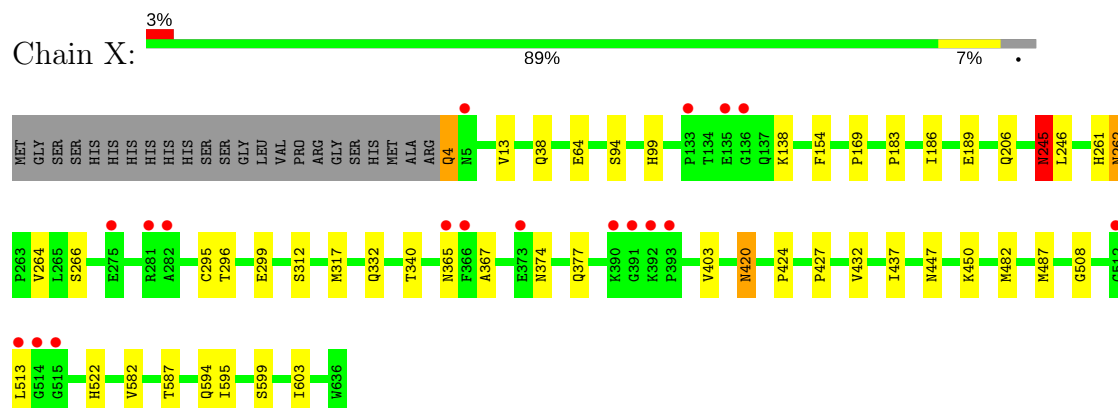 3%
Chain X:
89% 7% •
MET GLY SER SER HIS HIS HIS HIS HIS HIS SER SER GLY LEU VAL PRO ARG GLY SER HIS MET ALA ARG Q4 N5 V13 Q38 E64 S94 H99 P133 T134 E135 G136 Q137 K138 F154 P169 P183 I186 E189 Q206 N245 L246 H261 N262
P263 V264 L265 S266 E275 R281 A282 C295 T296 E299 S312 M317 Q332 T340 N365 F366 A367 E373 N374 Q377 K390 G391 K392 P393 V403 N420 P424 P427 V432 I437 N447 K450 M482 M487 G508 G512
L513 G514 G515 H522 V582 T587 Q594 I595 S599 I603 W636